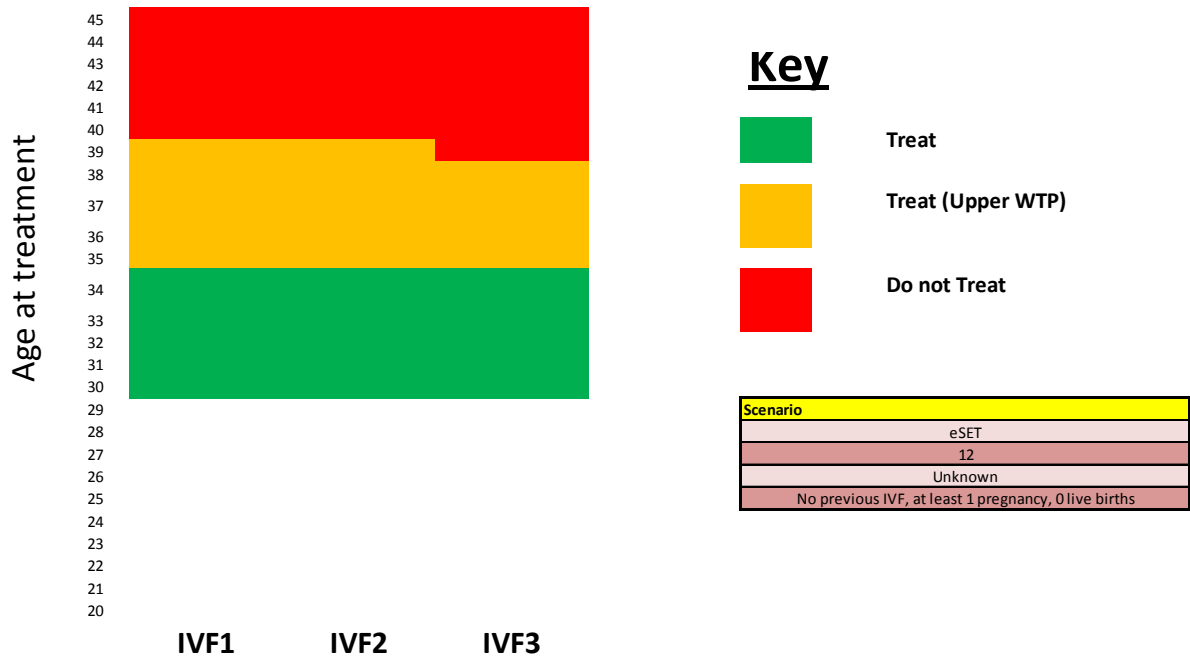 Age at treatment
45
44
43
42
41
40
39
38
37
36
35
34
33
32
31
30
29
28
27
26
25
24
23
22
21
20
IVF1 IVF2 IVF3
Key
Treat
Treat (Upper WTP)
Do not Treat
Scenario
eSET
12
Unknown
No previous IVF, at least 1 pregnancy, 0 live births